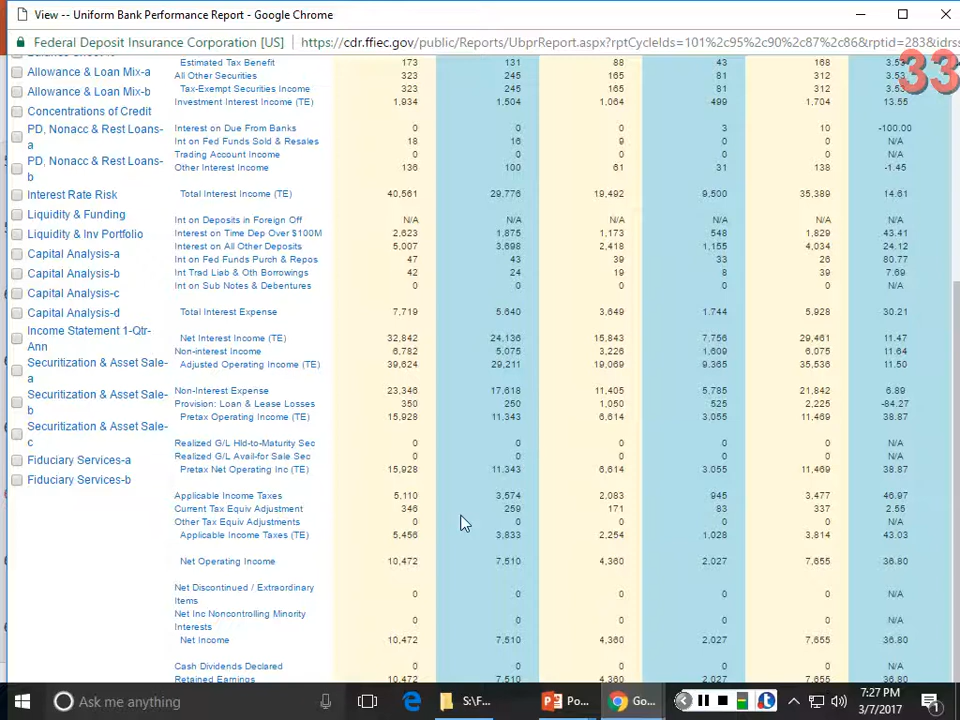 View -- Uniform Bank Performance Report - Google Chrome
Federal Deposit Insurance Corporation [US] https://cdr.ffiec.gov/public/Reports/UbprReport.aspx?rptCycleIds=101%2c95%2c90%2c87%2c86&rptid=283&idrss
33
Allowance & Loan Mix-a
Allowance & Loan Mix-b
Concentrations of Credit
PD, Nonacc & Rest Loans-
a
PD, Nonacc & Rest Loans-
b
Interest Rate Risk
Liquidity & Funding
Liquidity & Inv Portfolio
Capital Analysis-a
Capital Analysis-b
Capital Analysis-c
Capital Analysis-d
Income Statement 1-Qtr-
Ann
Securitization & Asset Sale-
a
Securitization & Asset Sale-
b
Securitization & Asset Sale-
c
Fiduciary Services-a
Fiduciary Services-b
Estimated Tax Benefit 173 131 88 43 168 3.53
All Other Securities 323 245 165 81 312 3.53
Tax-Exempt Securities Income 323 245 165 81 312 3.53
Investment Interest Income (TE) 1,934 1,504 1,064 499 1,704 13.55
Interest on Due From Banks 0 0 0 3 10 -100.00
Int on Fed Funds Sold & Resales 18 16 9 0 0 N/A
Trading Account Income 0 0 0 0 0 N/A
Other Interest Income 136 100 61 31 138 -1.45
Total Interest Income (TE) 40,561 29,776 19,492 9,500 35,389 14.61
Int on Deposits in Foreign Off N/A N/A N/A N/A N/A N/A
Interest on Time Dep Over $100M 2,623 1,875 1,173 548 1,829 43.41
Interest on All Other Deposits 5,007 3,698 2,418 1,155 4,034 24.12
Int on Fed Funds Purch & Repos 47 43 39 33 26 80.77
Int Trad Liab & Oth Borrowings 42 24 19 8 39 7.69
Int on Sub Notes & Debentures 0 0 0 0 0 N/A
Total Interest Expense 7,719 5,640 3,649 1,744 5,928 30.21
Net Interest Income (TE) 32,842 24,136 15,843 7,756 29,461 11.47
Non-interest Income 6,782 5,075 3,226 1,609 6,075 11.64
Adjusted Operating Income (TE) 39,624 29,211 19,069 9,365 35,536 11.50
Non-Interest Expense 23,346 17,618 11,405 5,785 21,842 6.89
Provision: Loan & Lease Losses 350 250 1,050 525 2,225 -84.27
Pretax Operating Income (TE) 15,928 11,343 6,614 3,055 11,469 38.87
Realized G/L Hld-to-Maturity Sec 0 0 0 0 0 N/A
Realized G/L Avail-for Sale Sec 0 0 0 0 0 N/A
Pretax Net Operating Inc (TE) 15,928 11,343 6,614 3,055 11,469 38.87
Applicable Income Taxes 5,110 3,574 2,083 945 3,477 46.97
Current Tax Equiv Adjustment 346 259 171 83 337 2.55
Other Tax Equiv Adjustments 0 0 0 0 0 N/A
Applicable Income Taxes (TE) 5,456 3,833 2,254 1,028 3,814 43.03
Net Operating Income 10,472 7,510 4,360 2,027 7,655 36.80
Net Discontinued / Extraordinary
Items 0 0 0 0 0 N/A
Net Inc Noncontrolling Minority
Interests 0 0 0 0 0 N/A
Net Income 10,472 7,510 4,360 2,027 7,655 36.80
Cash Dividends Declared 0 0 0 0 0 N/A
Retained Earnings 10,472 7,510 4,360 2,027 7,655 36.80
Ask me anything
S:\F...
Po...
Go...
7:27 PM
3/7/2017
1